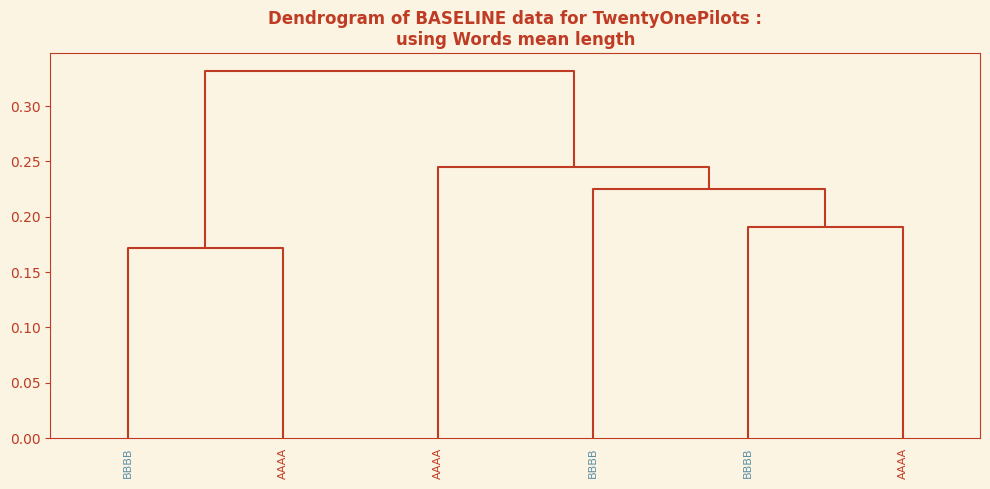 Dendrogram of BASELINE data for TwentyOnePilots :
using Words mean length
0.30
0.25
0.20
0.15
0.10
0.05
0.00
BBBB AAAA AAAA BBBB BBBB AAAA